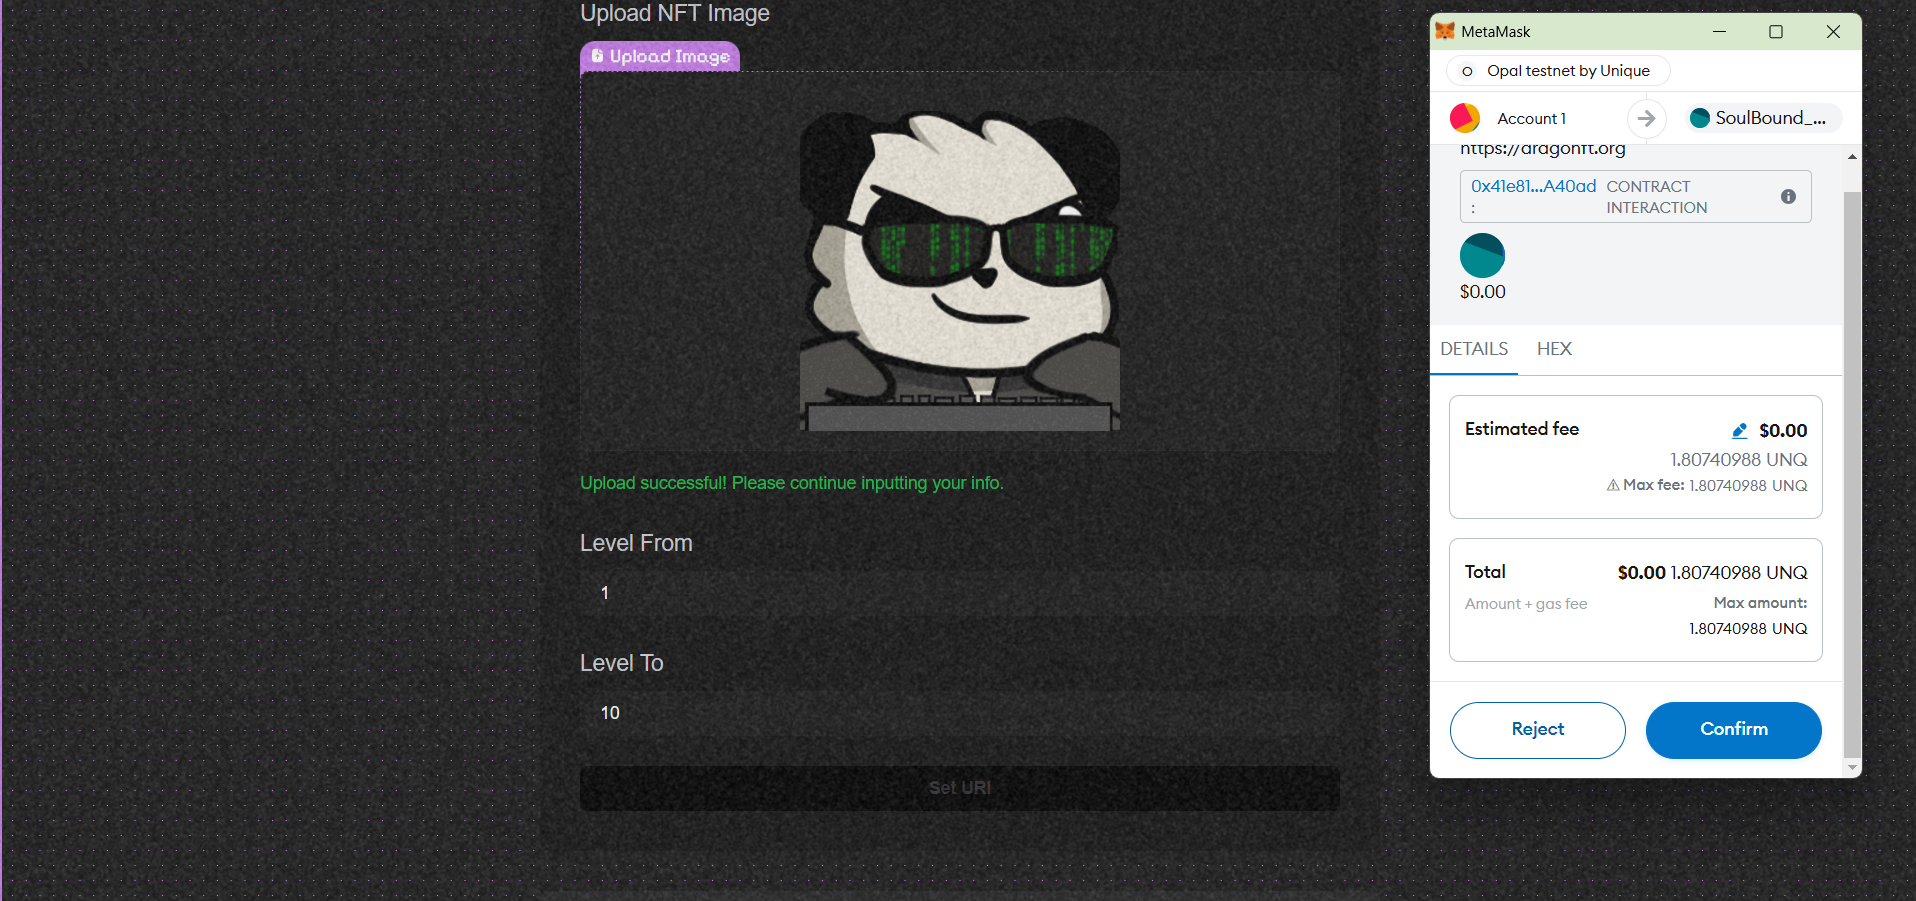 Upload NFT Image
Upload Image
Upload successful! Please continue inputting your info.
Level From
1
Level To
10
Set URI
MetaMask
Opal testnet by Unique
Account 1
SoulBound_...
https://dragonft.org
0x41e81...A40ad
:
CONTRACT
INTERACTION
$0.00
DETAILS HEX
Estimated fee $0.00
1.80740988 UNQ
Max fee: 1.80740988 UNQ
Total $0.00 1.80740988 UNQ
Amount + gas fee Max amount:
1.80740988 UNQ
Reject Confirm